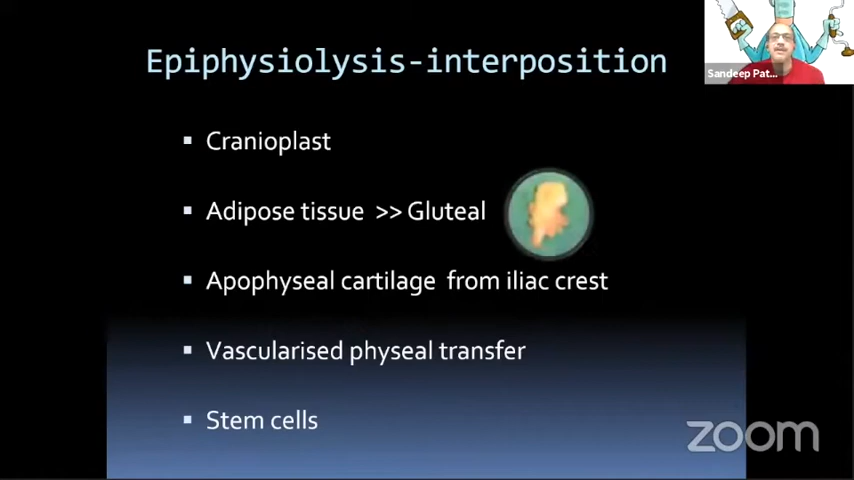 Epiphysiolysis-interposition
Sandeep Pat...
▪ Cranioplast
▪ Adipose tissue >> Gluteal
▪ Apophyseal cartilage from iliac crest
▪ Vascularised physeal transfer
▪ Stem cells
zoom